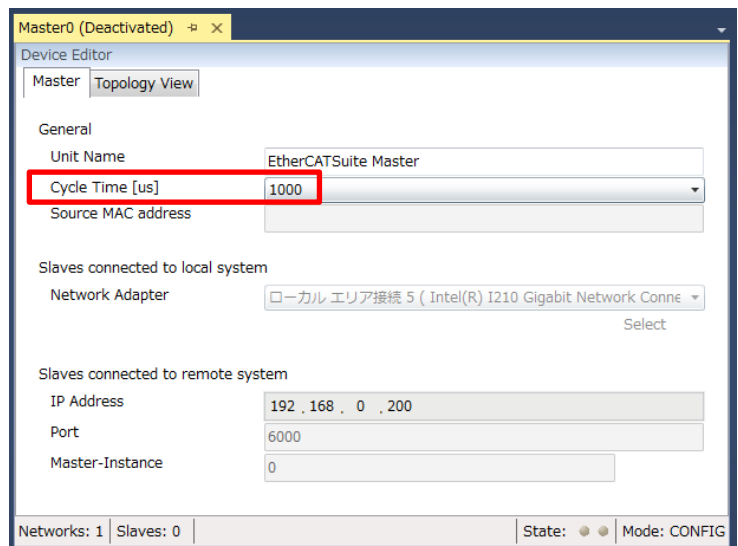 Master0 (Deactivated)
Device Editor
Master Topology View
General
Unit Name EtherCATSuite Master
Cycle Time [us] 1000
Source MAC address
Slaves connected to local system
Network Adapter ローカル エリア接続 5 ( Intel(R) I210 Gigabit Network Conne
Select
Slaves connected to remote system
IP Address 192 . 168 . 0 . 200
Port 6000
Master-Instance 0
Networks: 1 Slaves: 0 State: Mode: CONFIG